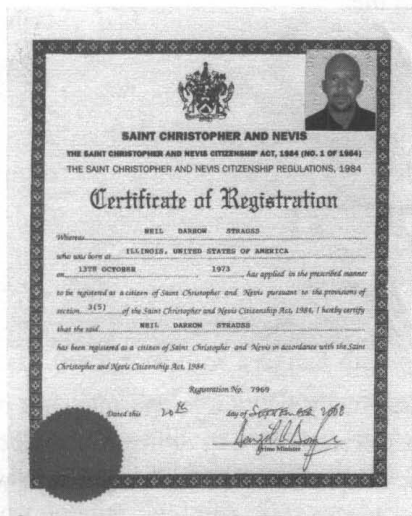 SAINT CHRISTOPHER AND NEVIS
THE SAINT CHRISTOPHER AND NEVIS CITIZENSHIP ACT, 1984 (NO. 1 OF 1984)
THE SAINT CHRISTOPHER AND NEVIS CITIZENSHIP REGULATIONS, 1984
Certificate of Registration
Whereas NEIL DARROW STRAUSS
who was born at ILLINOIS, UNITED STATES OF AMERICA
on 13TH OCTOBER 1973, has applied in the prescribed manner
to be registered as a citizen of Saint Christopher and Nevis pursuant to the provisions of
section 3(5) of the Saint Christopher and Nevis Citizenship Act, 1984, I hereby certify
that the said NEIL DARROW STRAUSS
has been registered as a citizen of Saint Christopher and Nevis in accordance with the Saint
Christopher and Nevis Citizenship Act, 1984.
Registration No. 7960
Dated this 20th day of September 2008
Prime Minister